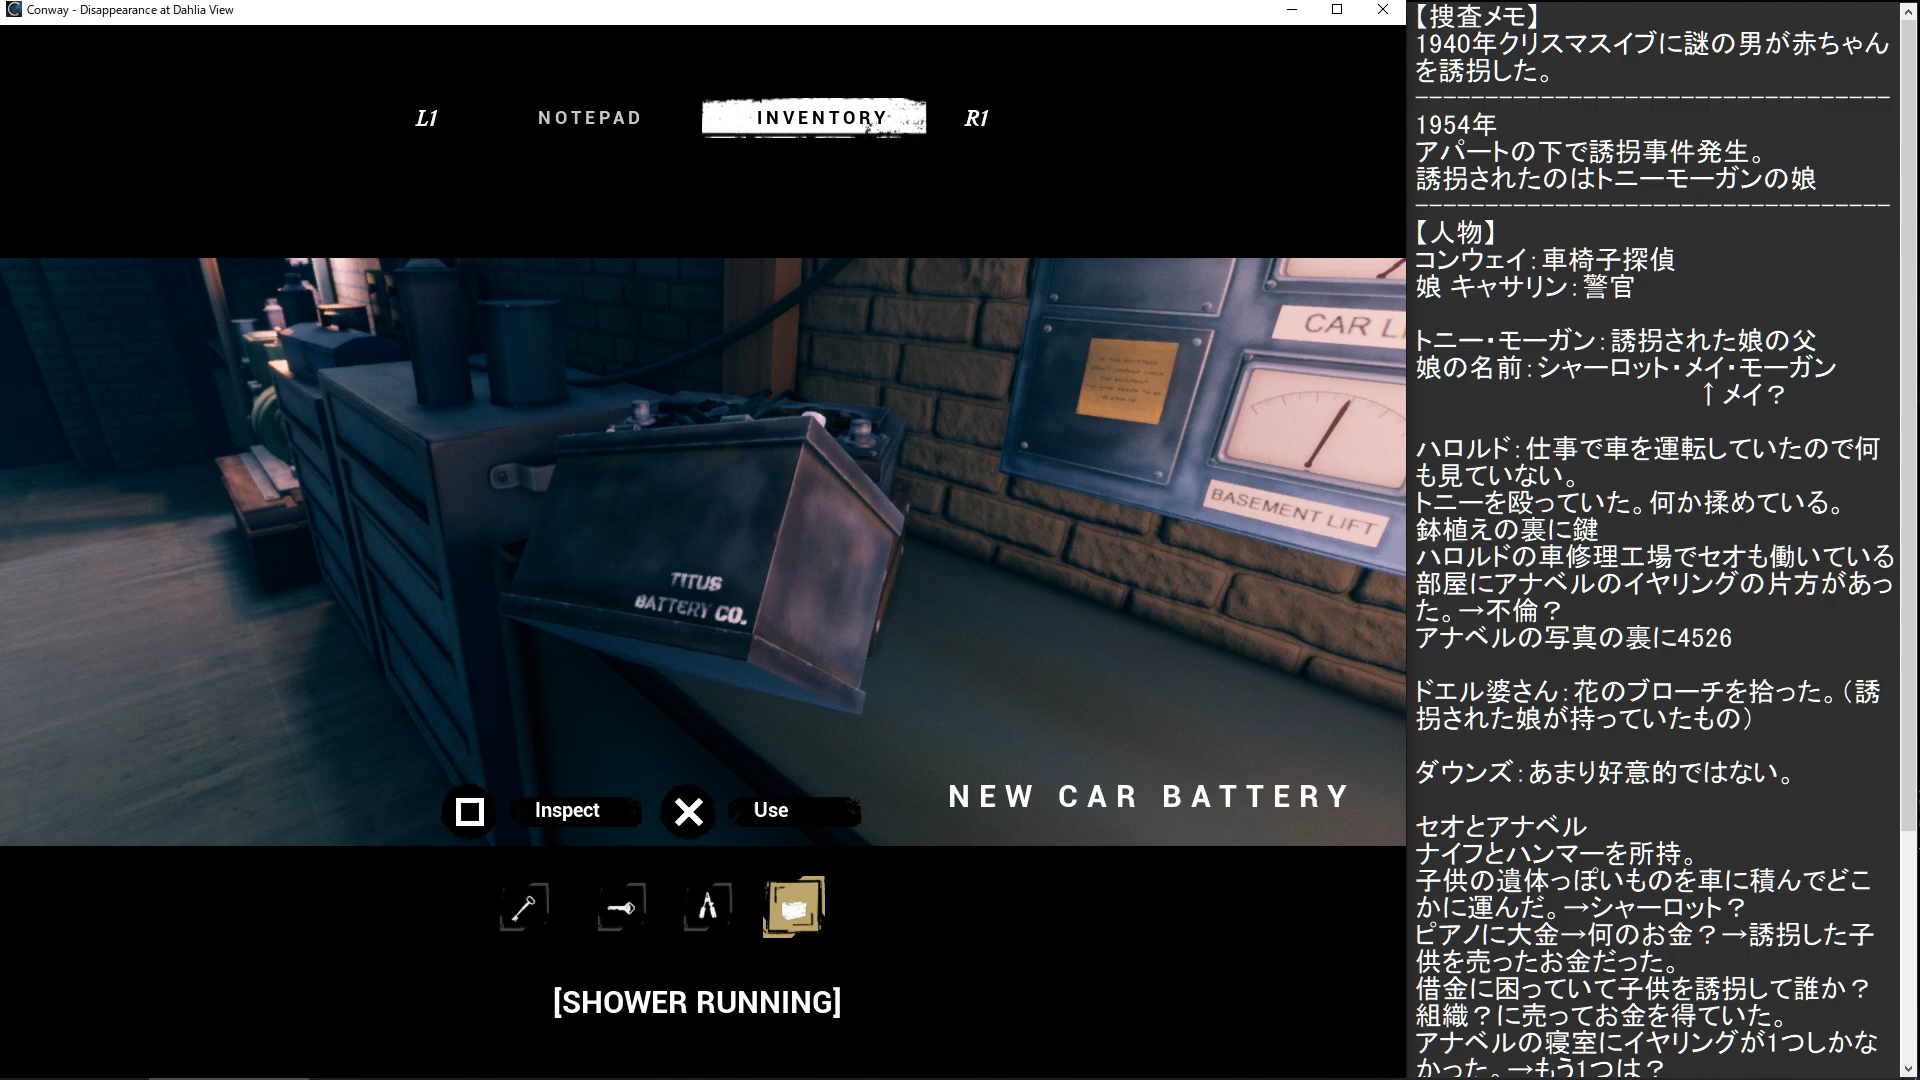 Conway - Disappearance at Dahlia View
L1
NOTEPAD
INVENTORY
R1
CAR LI
BASEMENT LIFT
TITUS
BATTERY CO.
NEW CAR BATTERY
Inspect
Use
[SHOWER RUNNING]
【捜査メモ】
1940年クリスマスイブに謎の男が赤ちゃん
を誘拐した。
----------------------------------
1954年
アパートの下で誘拐事件発生。
誘拐されたのはトニーモーガンの娘
----------------------------------
【人物】
コンウェイ：車椅子探偵
娘 キャサリン：警官
トニー・モーガン：誘拐された娘の父
娘の名前：シャーロット・メイ・モーガン
↑メイ？
ハロルド：仕事で車を運転していたので何
も見ていない。
トニーを殴っていた。何か揉めている。
鉢植えの裏に鍵
ハロルドの車修理工場でセオも働いている
部屋にアナベルのイヤリングの片方があっ
た。→不倫？
アナベルの写真の裏に4526
ドエル婆さん：花のブローチを拾った。（誘
拐された娘が持っていたもの）
ダウンズ：あまり好意的ではない。
セオとアナベル
ナイフとハンマーを所持。
子供の遺体っぽいものを車に積んでどこ
かに運んだ。→シャーロット？
ピアノに大金→何のお金？→誘拐した子
供を売ったお金だった。
借金に困っていて子供を誘拐して誰か？
組織？に売ってお金を得ていた。
アナベルの寝室にイヤリングが1つしかな
かった。→もう1つは？